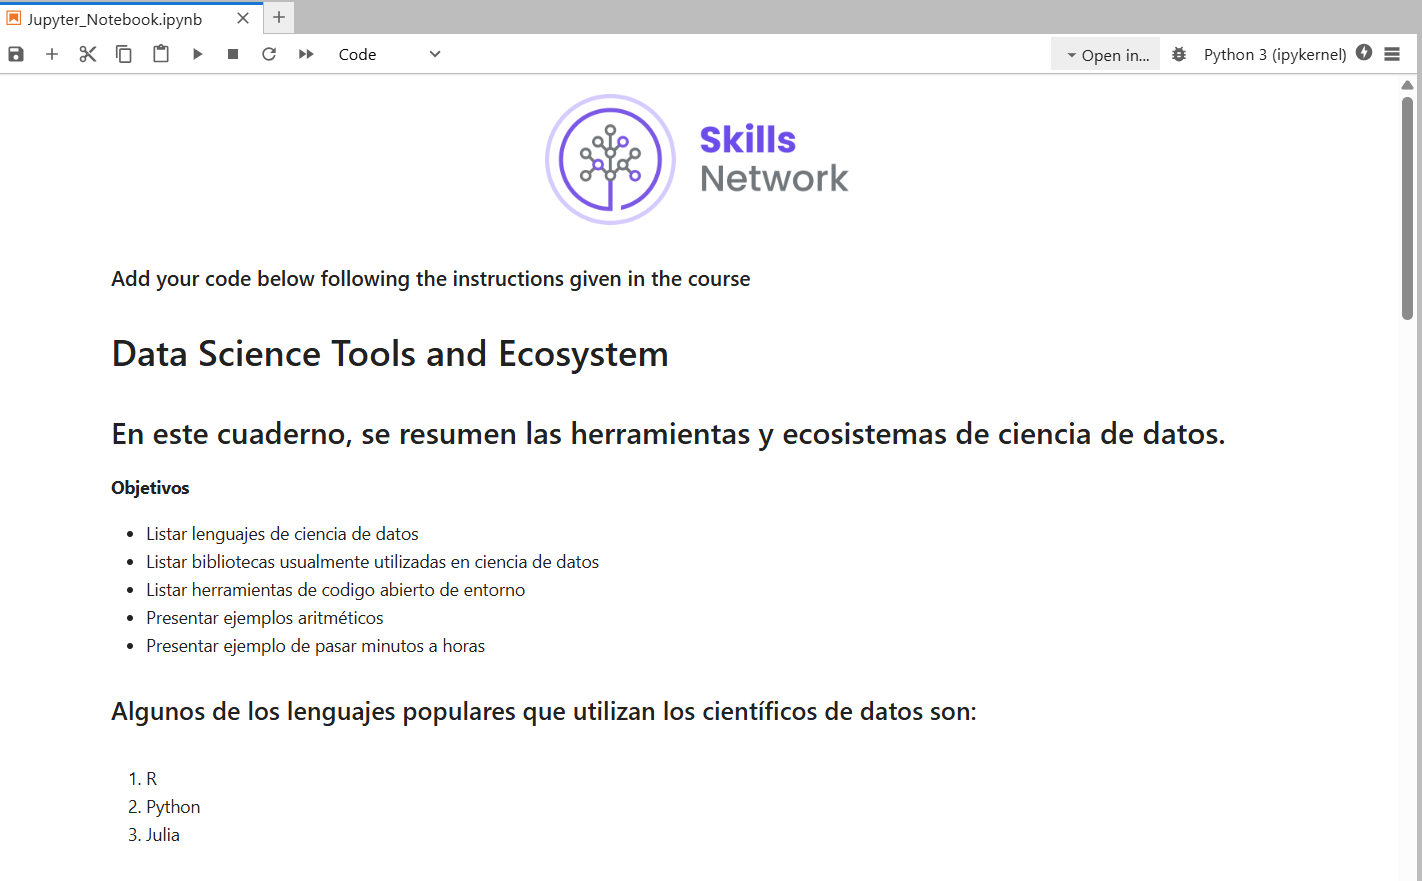 Jupyter_Notebook.ipynb
Code
Open in...
Python 3 (ipykernel)
Skills
Network
Add your code below following the instructions given in the course
Data Science Tools and Ecosystem
En este cuaderno, se resumen las herramientas y ecosistemas de ciencia de datos.
Objetivos
• Listar lenguajes de ciencia de datos
• Listar bibliotecas usualmente utilizadas en ciencia de datos
• Listar herramientas de codigo abierto de entorno
• Presentar ejemplos aritméticos
• Presentar ejemplo de pasar minutos a horas
Algunos de los lenguajes populares que utilizan los científicos de datos son:
1. R
2. Python
3. Julia